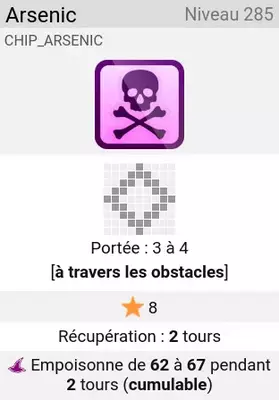 Arsenic Niveau 285
CHIP_ARSENIC
Portée : 3 à 4
[à travers les obstacles]
8
Récupération : 2 tours
Empoisonne de 62 à 67 pendant
2 tours (cumulable)